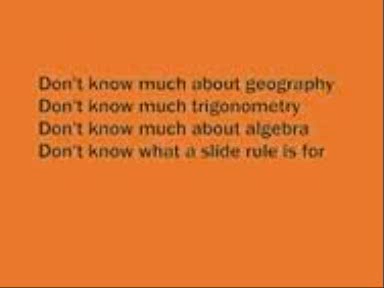 Don't know much about geography
Don't know much trigonometry
Don't know much about algebra
Don't know what a slide rule is for